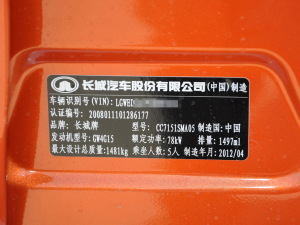 长城汽车股份有限公司(中国)制造
车辆识别号(VIN): LGWH
认证编号: 2008011101286177
品牌: 长城牌 型号: CC7151SMA05 制造国: 中国
发动机型号: GW4G15 额定功率: 78kW 排量: 1497ml
最大设计总质量: 1481kg 乘坐人数: 5人 制造年月: 2012/04